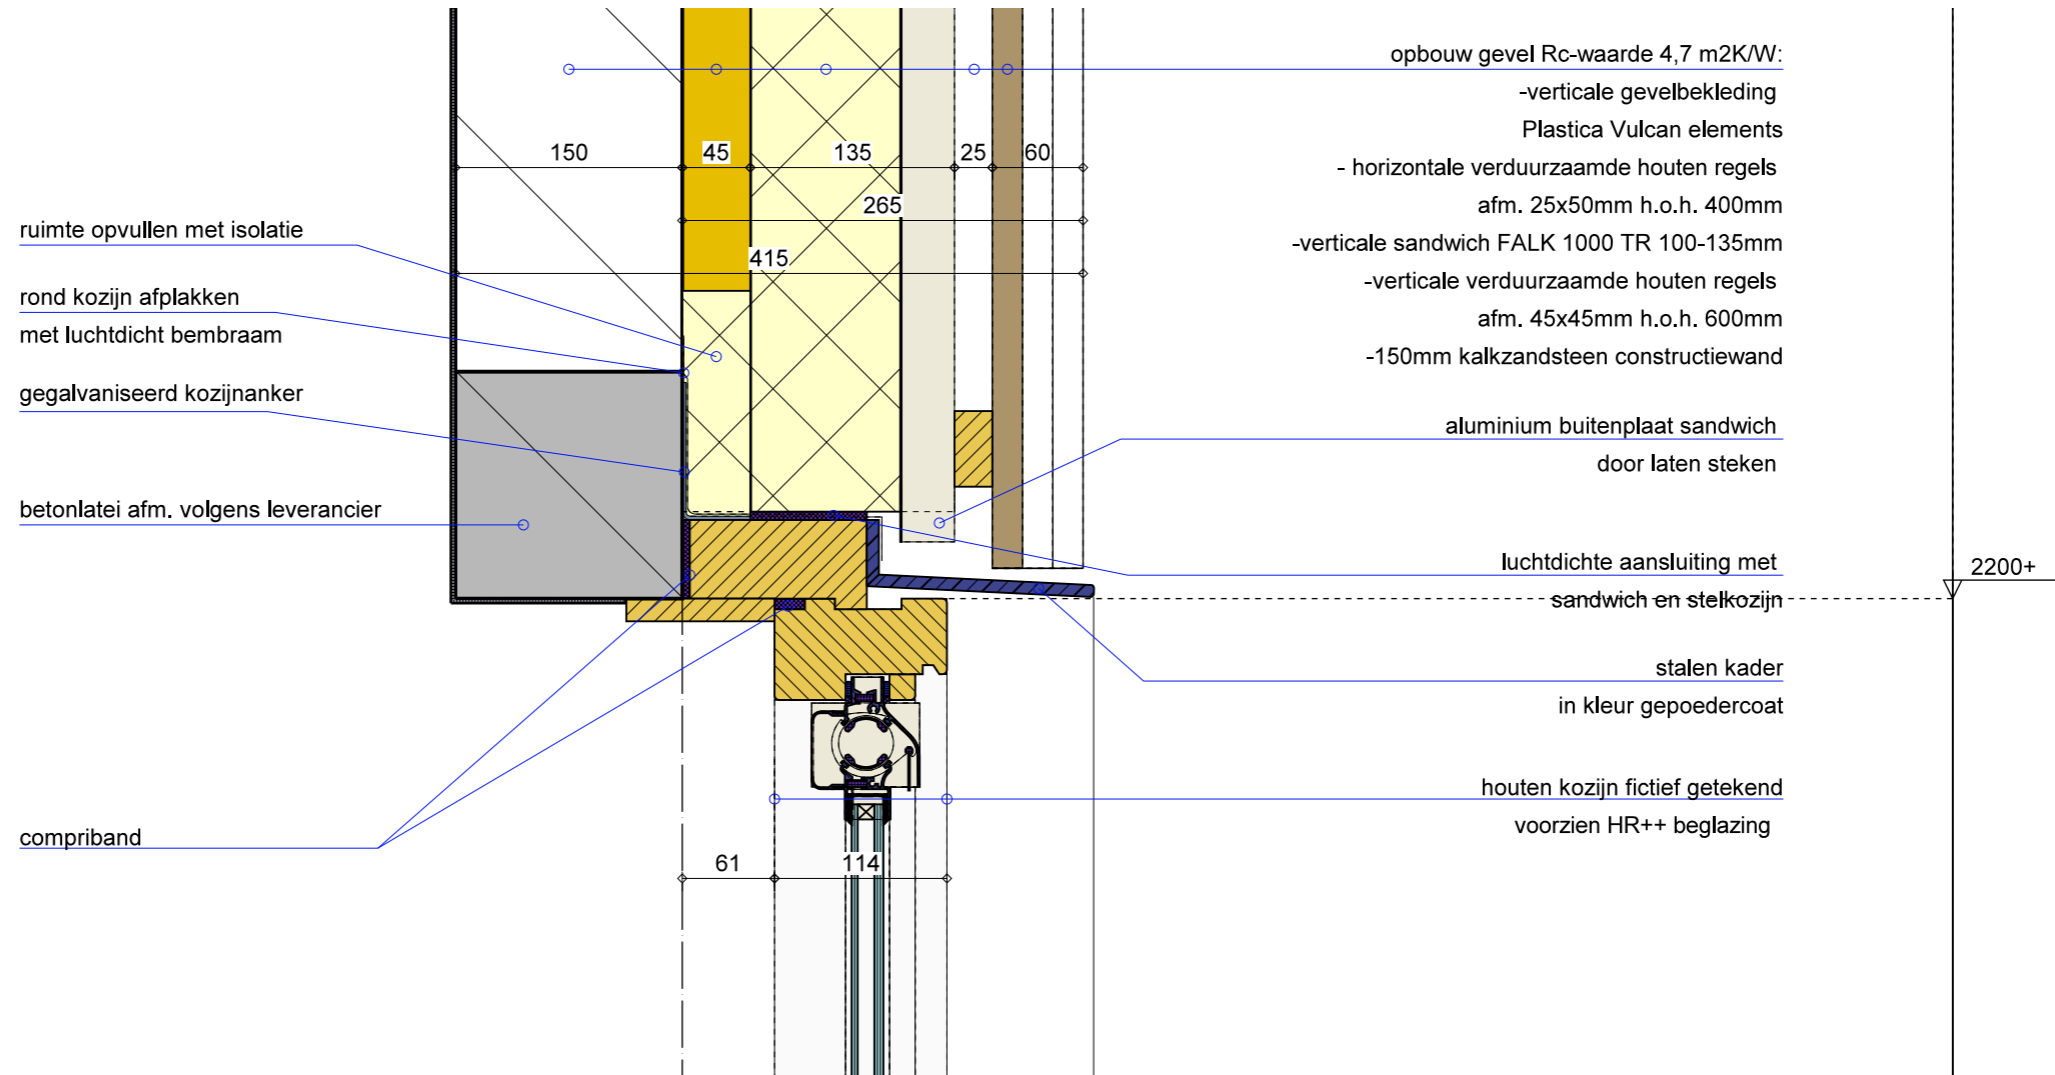 opbouw gevel Rc-waarde 4,7 m2K/W:
-verticale gevelbekleding
Plastica Vulcan elements
- horizontale verduurzaamde houten regels
afm. 25x50mm h.o.h. 400mm
-verticale sandwich FALK 1000 TR 100-135mm
-verticale verduurzaamde houten regels
afm. 45x45mm h.o.h. 600mm
-150mm kalkzandsteen constructiewand
150
45
135
25
60
265
415
ruimte opvullen met isolatie
rond kozijn afplakken
met luchtdicht bembraam
gegalvaniseerd kozijnanker
betonlatei afm. volgens leverancier
compriband
aluminium buitenplaat sandwich
door laten steken
luchtdichte aansluiting met
sandwich en stelkozijn
2200+
stalen kader
in kleur gepoedercoat
houten kozijn fictief getekend
voorzien HR++ beglazing
61
114